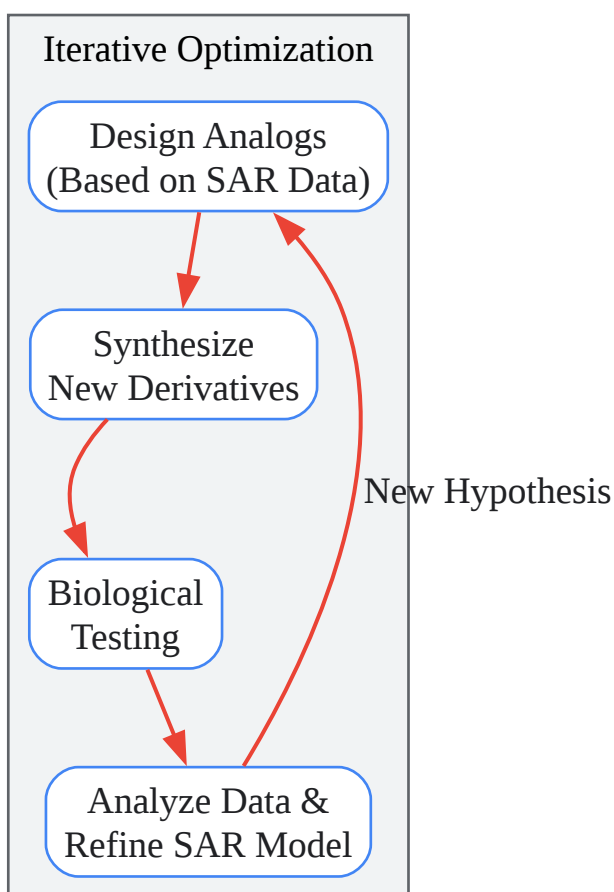 Iterative Optimization
Design Analogs
(Based on SAR Data)
Synthesize
New Derivatives
New Hypothesis
Biological
Testing
Analyze Data &
Refine SAR Model